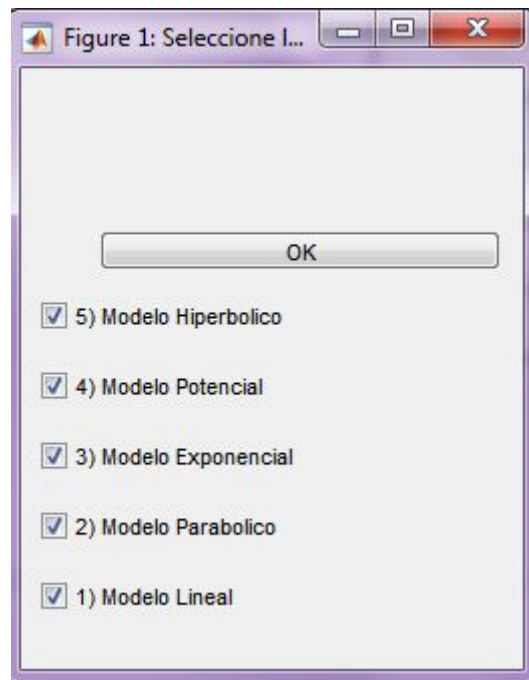 Figure 1: Seleccione l...
OK
5) Modelo Hiperbolico
4) Modelo Potencial
3) Modelo Exponencial
2) Modelo Parabolico
1) Modelo Lineal